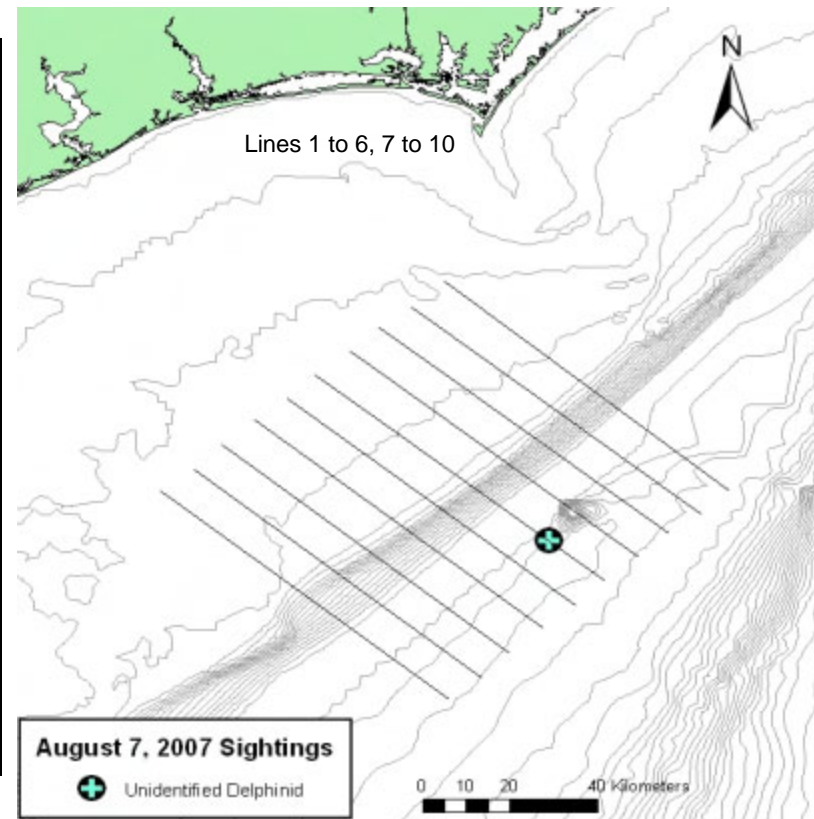 N
Lines 1 to 6, 7 to 10
August 7, 2007 Sightings
Unidentified Delphinid
0 10 20 40 Kilometers